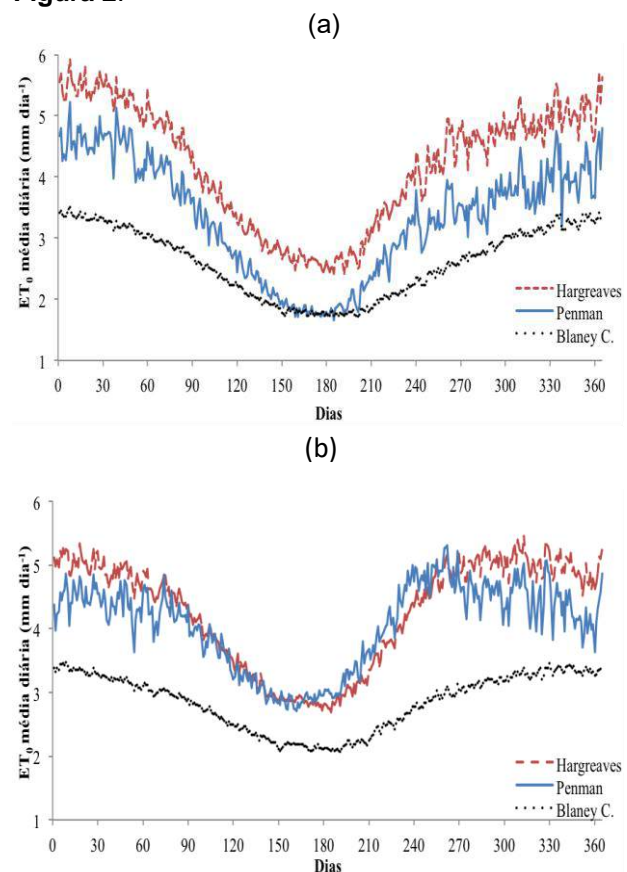 Figura 2.
(a)
ET₀ média diária (mm dia⁻¹)
6
5
4
3
2
1
0 30 60 90 120 150 180 210 240 270 300 330 360
Dias
Hargreaves
Penman
Blaney C.
(b)
ET₀ média diária (mm dia⁻¹)
6
5
4
3
2
1
0 30 60 90 120 150 180 210 240 270 300 330 360
Dias
Hargreaves
Penman
Blaney C.